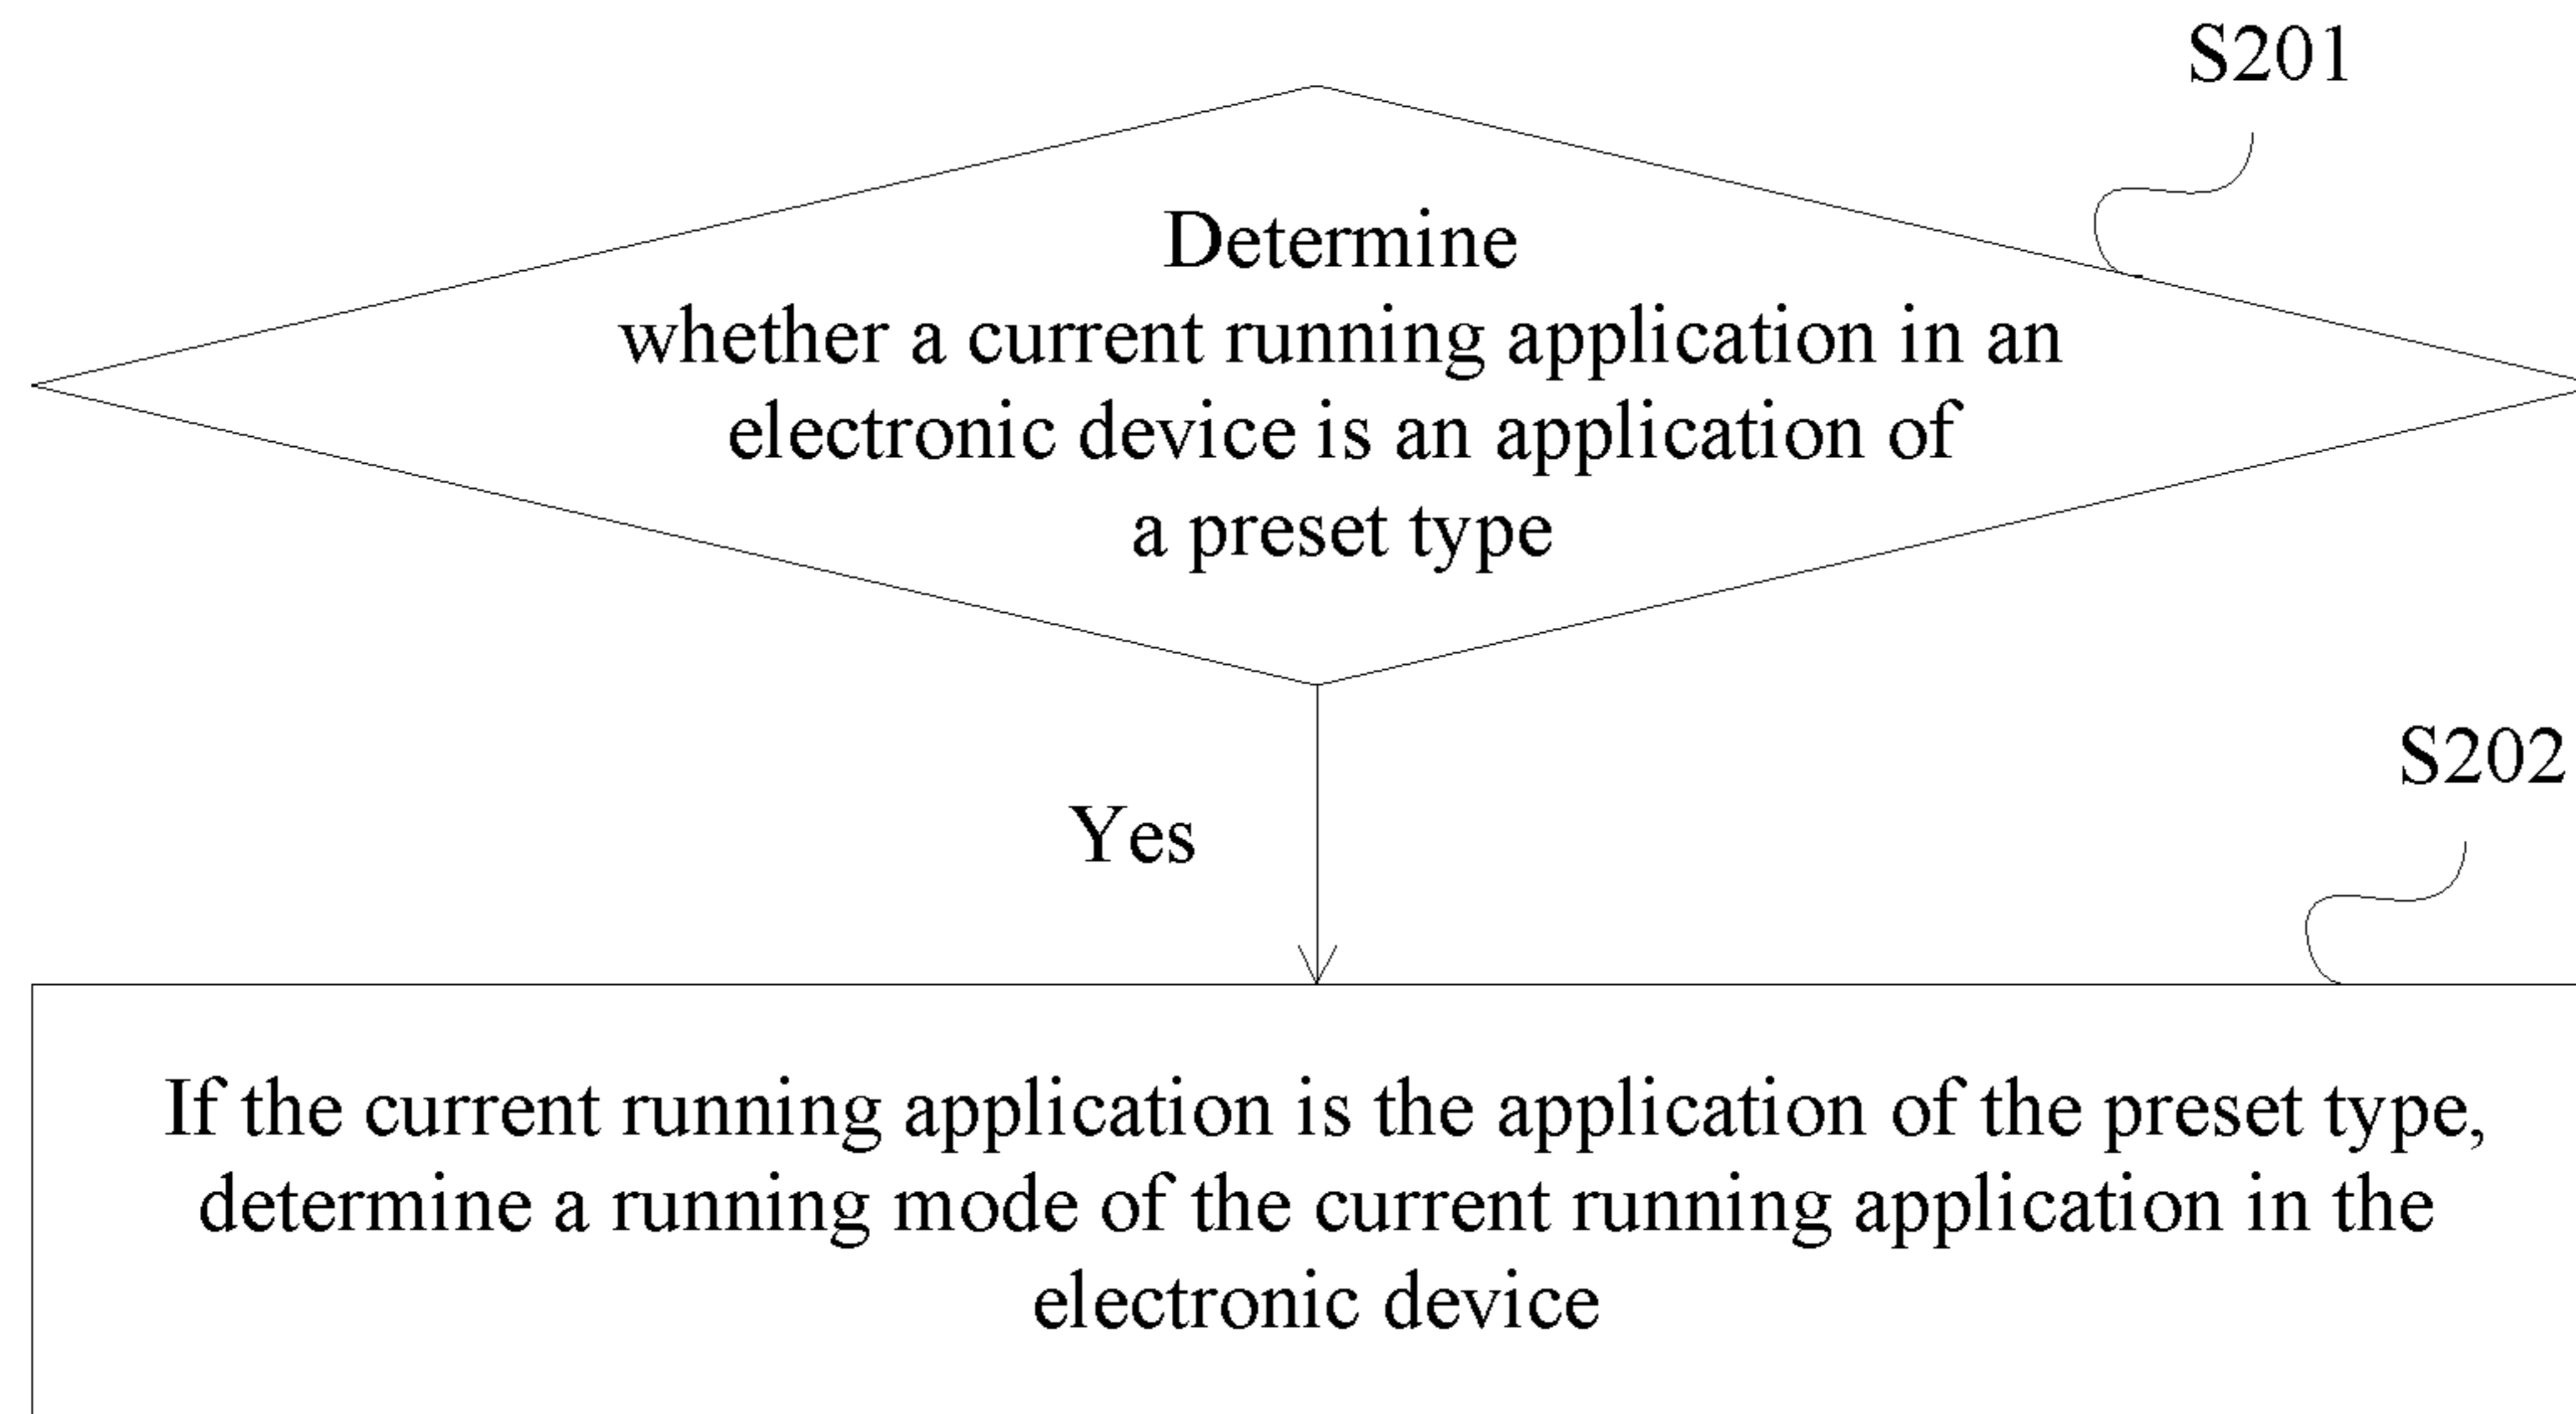 S201
Determine
whether a current running application in an
electronic device is an application of
a preset type
Yes
S202
If the current running application is the application of the preset type,
determine a running mode of the current running application in the
electronic device